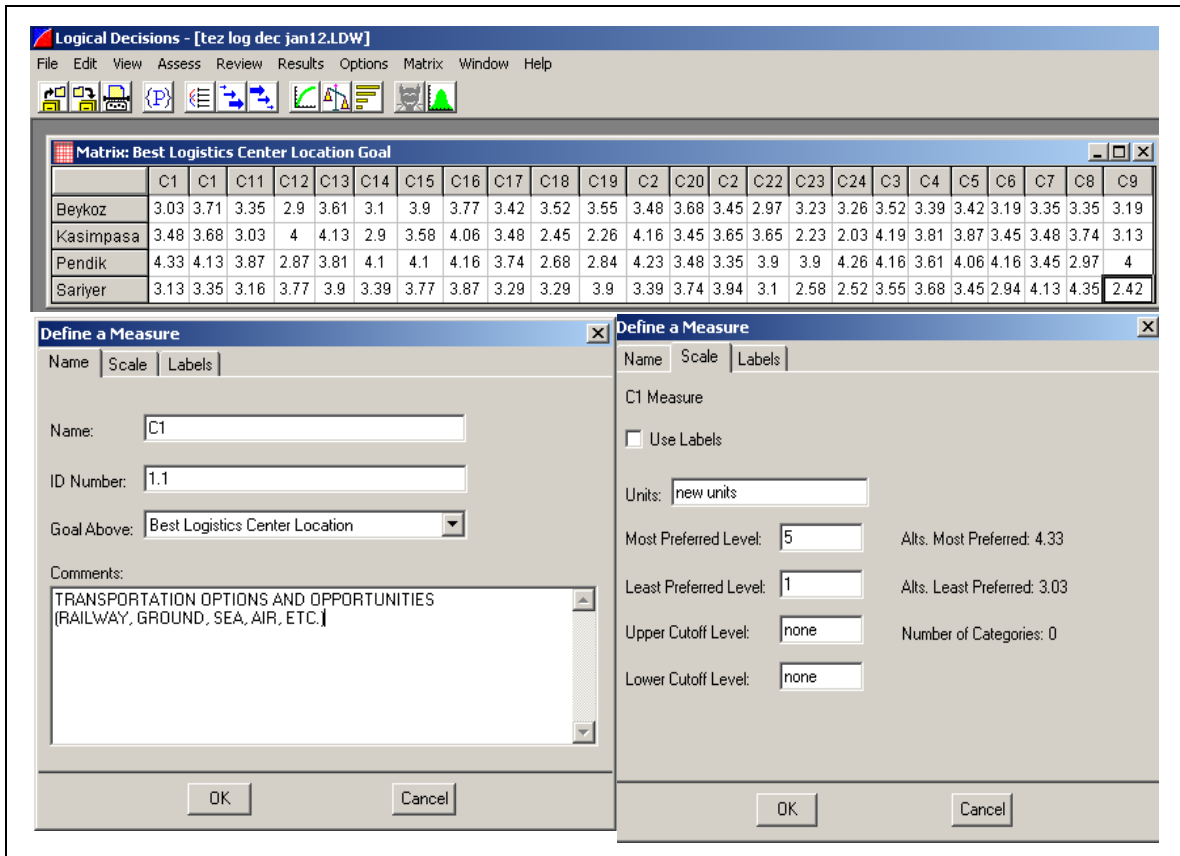 Logical Decisions - [tez log dec jan12.LDW]
File Edit View Assess Review Results Options Matrix Window Help
{P}
Matrix: Best Logistics Center Location Goal
C1 C1 C11 C12 C13 C14 C15 C16 C17 C18 C19 C2 C20 C2 C22 C23 C24 C3 C4 C5 C6 C7 C8 C9
Beykoz 3.03 3.71 3.35 2.9 3.61 3.1 3.9 3.77 3.42 3.52 3.55 3.48 3.68 3.45 2.97 3.23 3.26 3.52 3.39 3.42 3.19 3.35 3.35 3.19
Kasimpasa 3.48 3.68 3.03 4 4.13 2.9 3.58 4.06 3.48 2.45 2.26 4.16 3.45 3.65 3.65 2.23 2.03 4.19 3.81 3.87 3.45 3.48 3.74 3.13
Pendik 4.33 4.13 3.87 2.87 3.81 4.1 4.1 4.16 3.74 2.68 2.84 4.23 3.48 3.35 3.9 3.9 4.26 4.16 3.61 4.06 4.16 3.45 2.97 4
Sariyer 3.13 3.35 3.16 3.77 3.9 3.39 3.77 3.87 3.29 3.29 3.9 3.39 3.74 3.94 3.1 2.58 2.52 3.55 3.68 3.45 2.94 4.13 4.35 2.42
Define a Measure
Name Scale Labels
Name: C1
ID Number: 1.1
Goal Above: Best Logistics Center Location
Comments:
TRANSPORTATION OPTIONS AND OPPORTUNITIES
(RAILWAY, GROUND, SEA, AIR, ETC.)
OK Cancel
Define a Measure
Name Scale Labels
C1 Measure
Use Labels
Units: new units
Most Preferred Level: 5 Alts. Most Preferred: 4.33
Least Preferred Level: 1 Alts. Least Preferred: 3.03
Upper Cutoff Level: none Number of Categories: 0
Lower Cutoff Level: none
OK Cancel